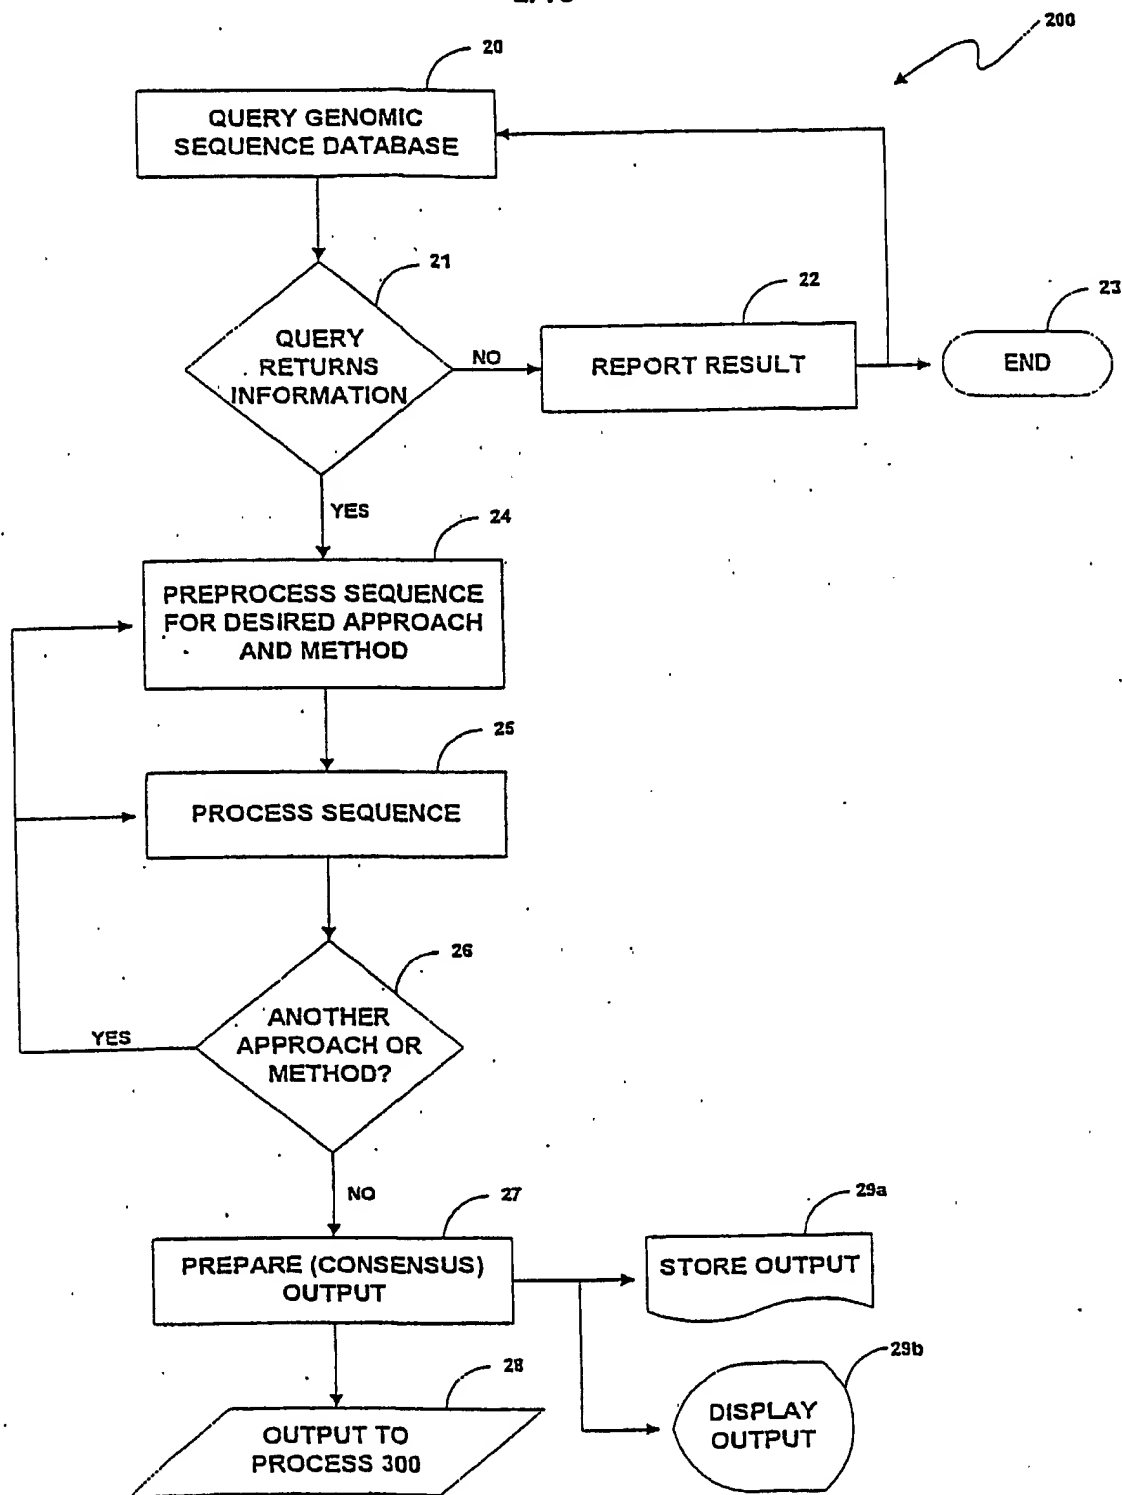 200
20
QUERY GENOMIC
SEQUENCE DATABASE
21
QUERY
RETURNS
INFORMATION
NO
22
REPORT RESULT
23
END
YES
24
PREPROCESS SEQUENCE
FOR DESIRED APPROACH
AND METHOD
25
PROCESS SEQUENCE
26
ANOTHER
APPROACH OR
METHOD?
YES
NO
27
PREPARE (CONSENSUS)
OUTPUT
29a
STORE OUTPUT
28
OUTPUT TO
PROCESS 300
29b
DISPLAY
OUTPUT